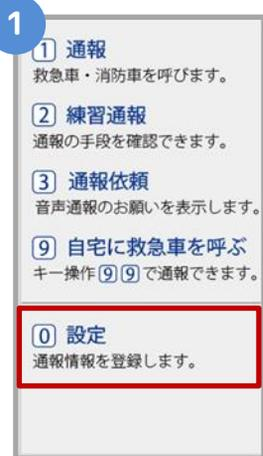 1
1 通報
救急車・消防車を呼びます。
2 練習通報
通報の手段を確認できます。
3 通報依頼
音声通報のお願いを表示します。
9 自宅に救急車を呼ぶ
キー操作99で通報できます。
0 設定
通報情報を登録します。